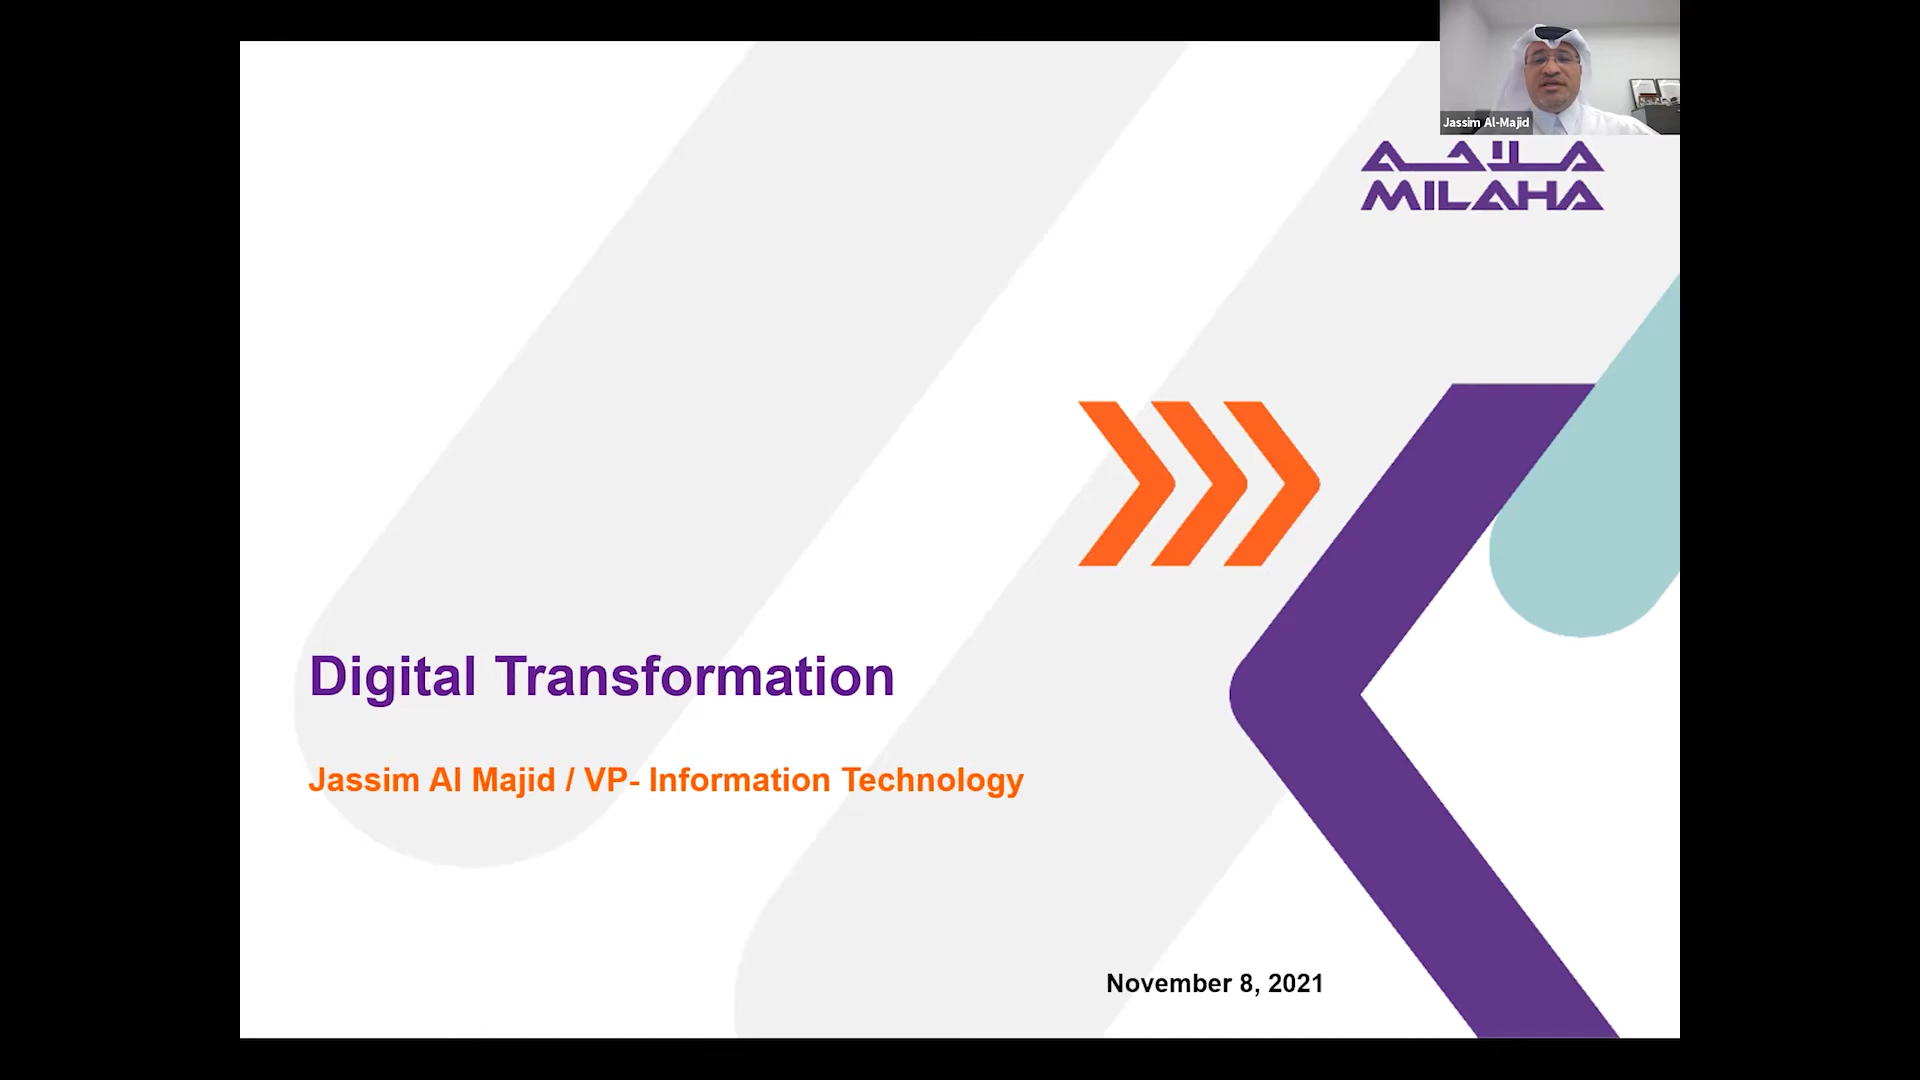 Jassim Al-Majid
ملاحة
MILAHA
Digital Transformation
Jassim Al Majid / VP- Information Technology
November 8, 2021